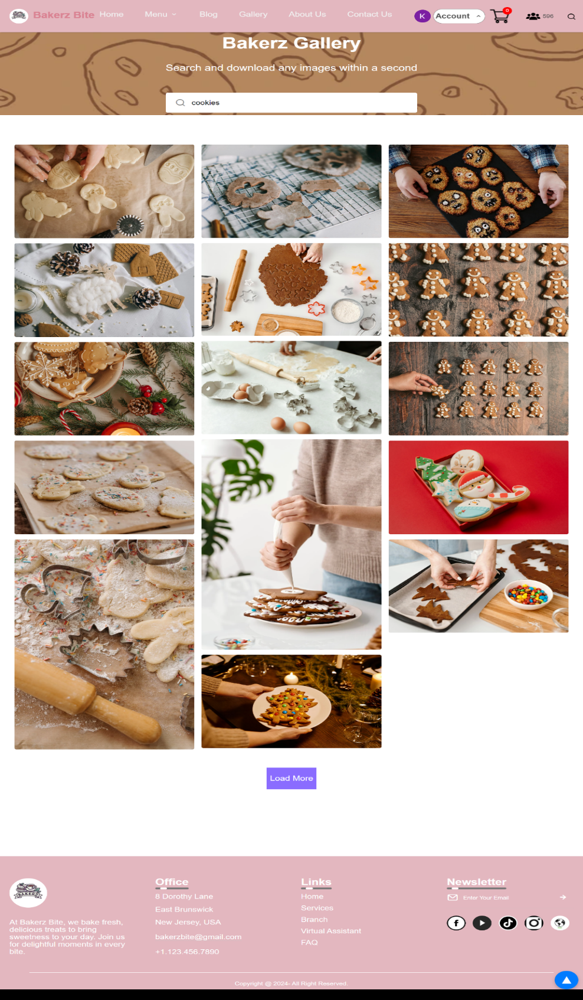 Bakerz Bite Home Menu Blog Gallery About Us Contact Us K Account 0 596
Bakerz Gallery
Search and download any images within a second
cookies
Load More
BAKERZ
At Bakerz Bite, we bake fresh,
delicious treats to bring
sweetness to your day. Join us
for delightful moments in every
bite.
Office
8 Dorothy Lane
East Brunswick
New Jersey, USA
bakerzbite@gmail.com
+1.123.456.7890
Links
Home
Services
Branch
Virtual Assistant
FAQ
Newsletter
Enter Your Email
Copyright @ 2024- All Right Reserved.